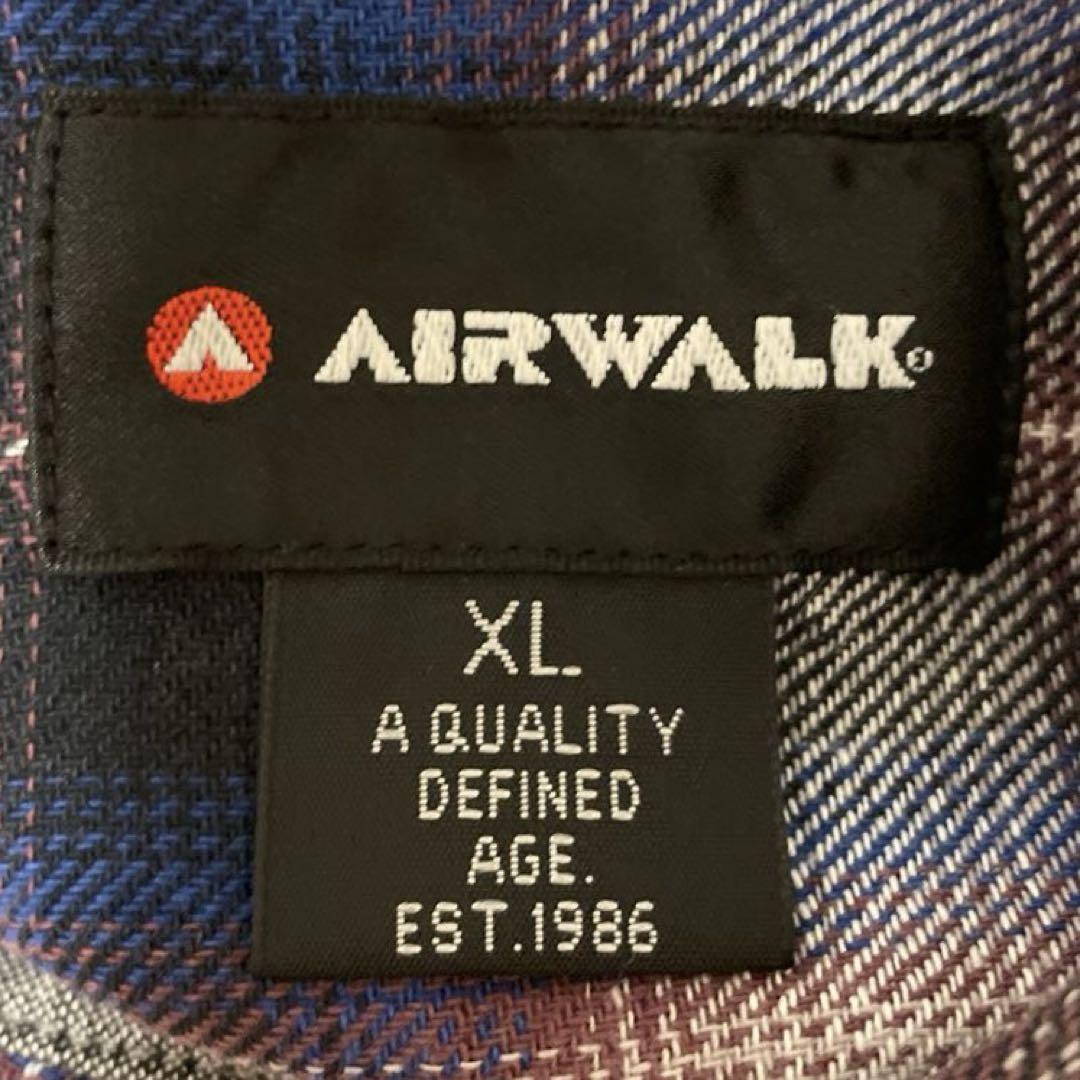 AIRWALK®
XL
A QUALITY
DEFINED
AGE.
EST.1986